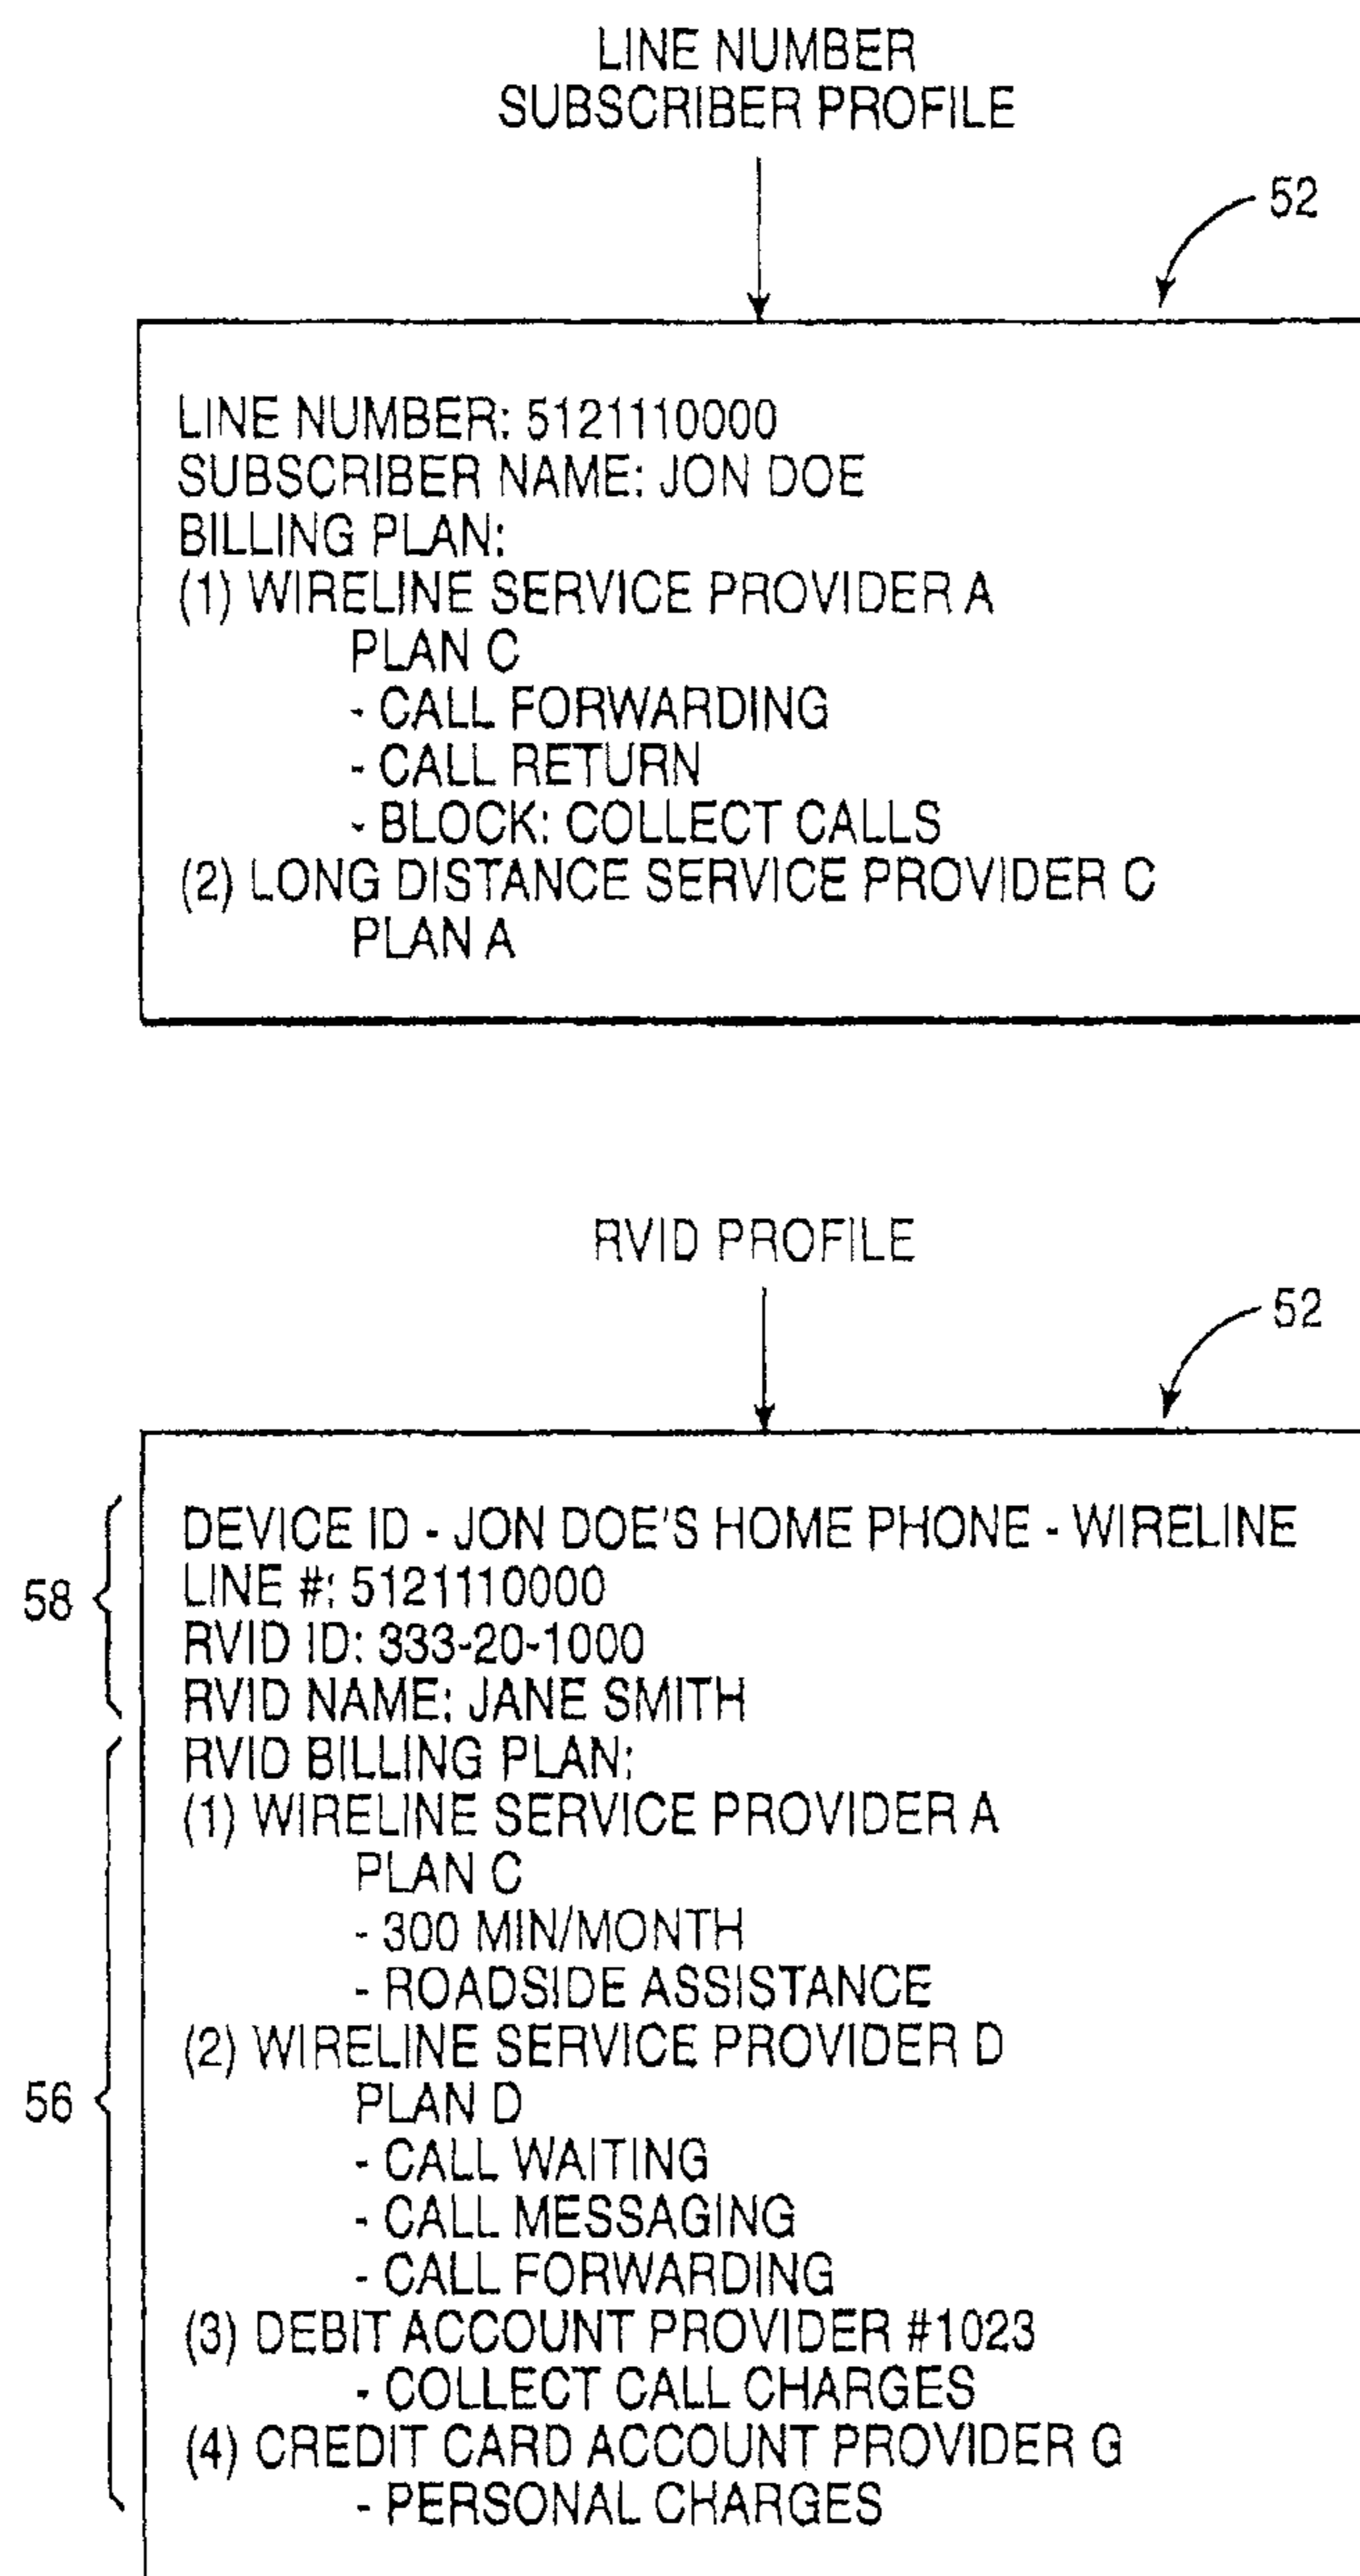 LINE NUMBER
SUBSCRIBER PROFILE
52
LINE NUMBER: 5121110000
SUBSCRIBER NAME: JON DOE
BILLING PLAN:
(1) WIRELINE SERVICE PROVIDER A
PLAN C
- CALL FORWARDING
- CALL RETURN
- BLOCK: COLLECT CALLS
(2) LONG DISTANCE SERVICE PROVIDER C
PLAN A
RVID PROFILE
52
58
DEVICE ID - JON DOE'S HOME PHONE - WIRELINE
LINE #: 5121110000
RVID ID: 333-20-1000
RVID NAME: JANE SMITH
56
RVID BILLING PLAN:
(1) WIRELINE SERVICE PROVIDER A
PLAN C
- 300 MIN/MONTH
- ROADSIDE ASSISTANCE
(2) WIRELINE SERVICE PROVIDER D
PLAN D
- CALL WAITING
- CALL MESSAGING
- CALL FORWARDING
(3) DEBIT ACCOUNT PROVIDER #1023
- COLLECT CALL CHARGES
(4) CREDIT CARD ACCOUNT PROVIDER G
- PERSONAL CHARGES